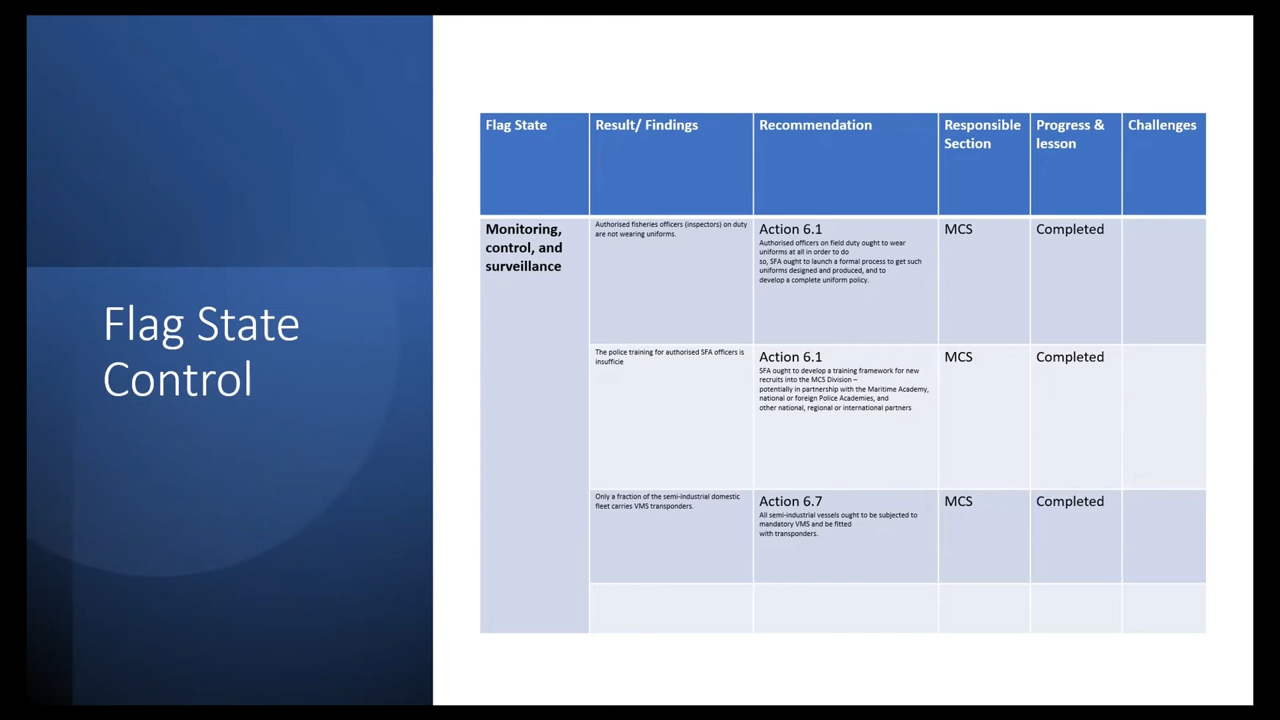 Flag State
Control
Flag State
Result/ Findings
Recommendation
Responsible
Section
Progress &
lesson
Challenges
Monitoring,
control, and
surveillance
Authorised fisheries officers (inspectors) on duty
are not wearing uniforms.
Action 6.1
Authorised officers on field duty ought to wear
uniforms at all in order to do
so, SFA ought to launch a formal process to get such
uniforms designed and produced, and to
develop a complete uniform policy.
MCS
Completed
The police training for authorised SFA officers is
insufficie
Action 6.1
SFA ought to develop a training framework for new
recruits into the MCS Division –
potentially in partnership with the Maritime Academy,
national or foreign Police Academies, and
other national, regional or international partners
MCS
Completed
Only a fraction of the semi-industrial domestic
fleet carries VMS transponders.
Action 6.7
All semi-industrial vessels ought to be subjected to
mandatory VMS and be fitted
with transponders.
MCS
Completed